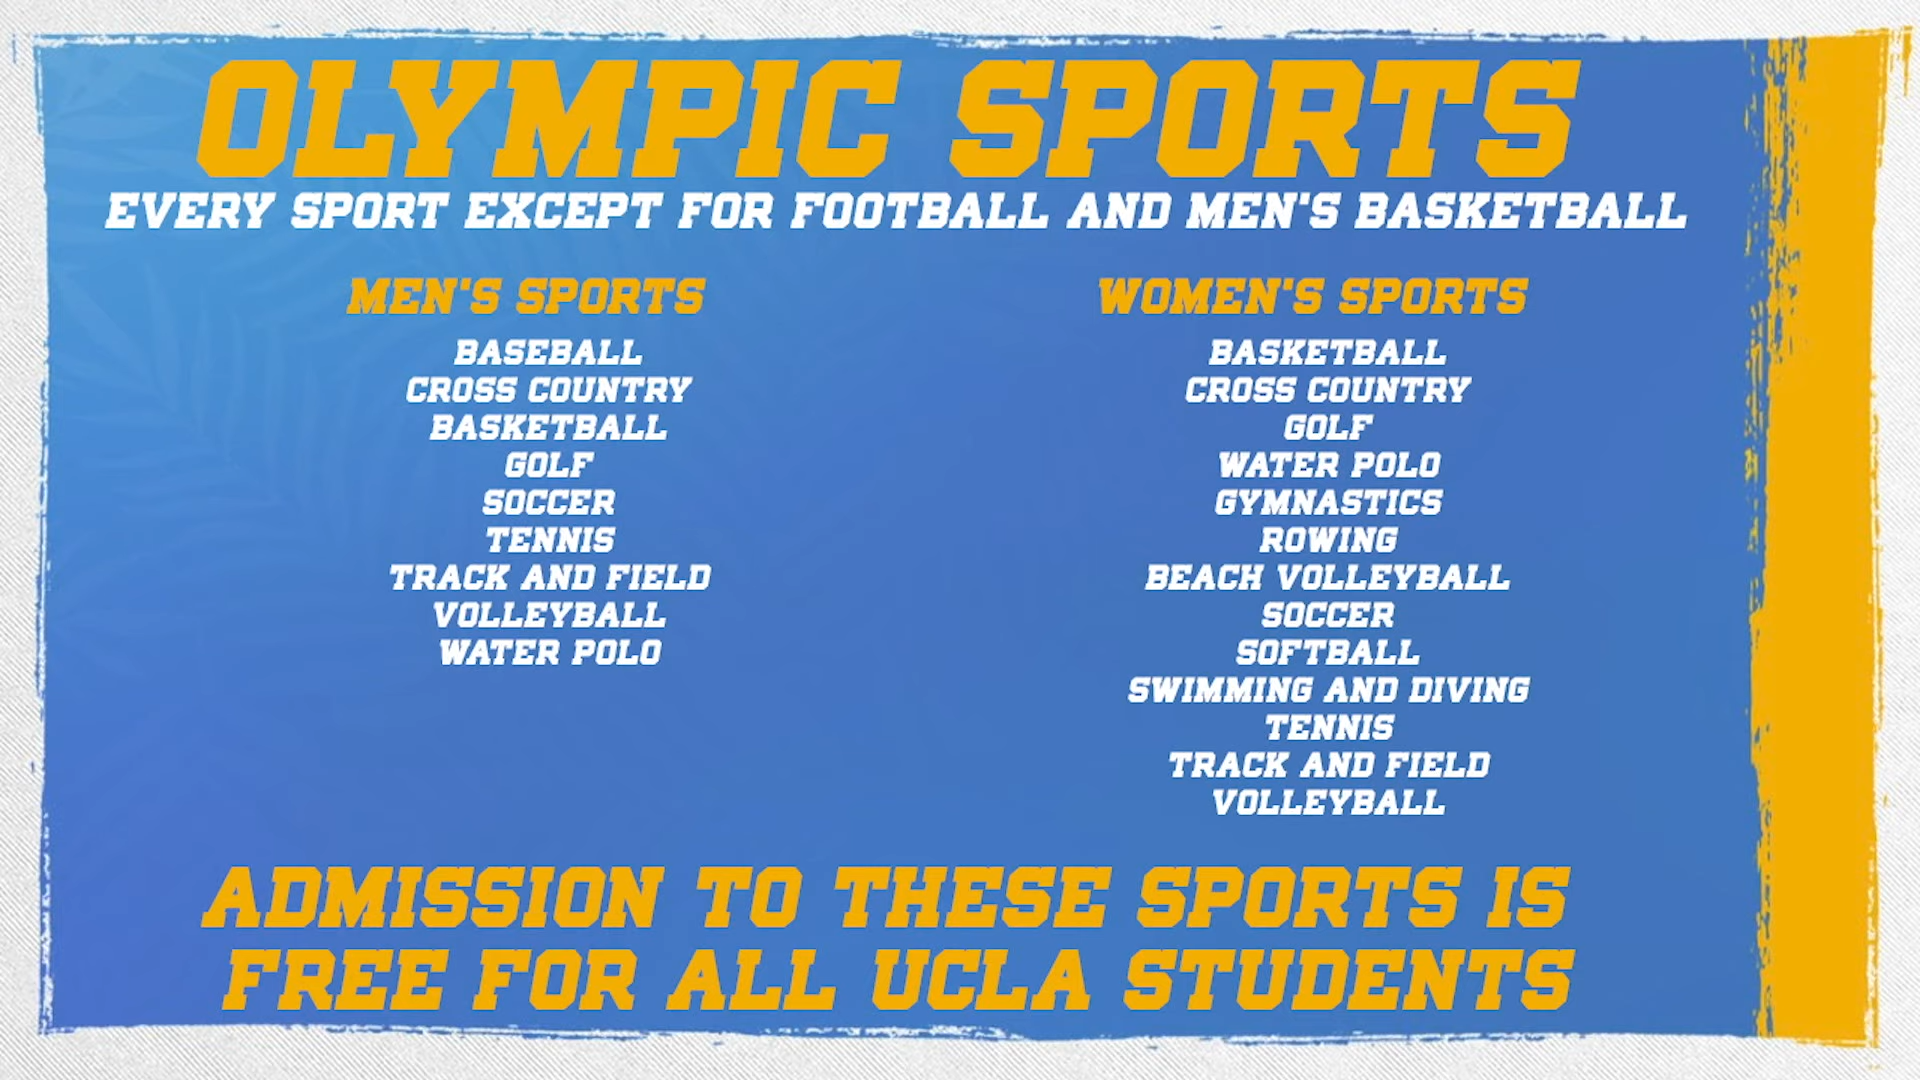 OLYMPIC SPORTS
EVERY SPORT EXCEPT FOR FOOTBALL AND MEN'S BASKETBALL
MEN'S SPORTS
BASEBALL
CROSS COUNTRY
BASKETBALL
GOLF
SOCCER
TENNIS
TRACK AND FIELD
VOLLEYBALL
WATER POLO
WOMEN'S SPORTS
BASKETBALL
CROSS COUNTRY
GOLF
WATER POLO
GYMNASTICS
ROWING
BEACH VOLLEYBALL
SOCCER
SOFTBALL
SWIMMING AND DIVING
TENNIS
TRACK AND FIELD
VOLLEYBALL
ADMISSION TO THESE SPORTS IS
FREE FOR ALL UCLA STUDENTS